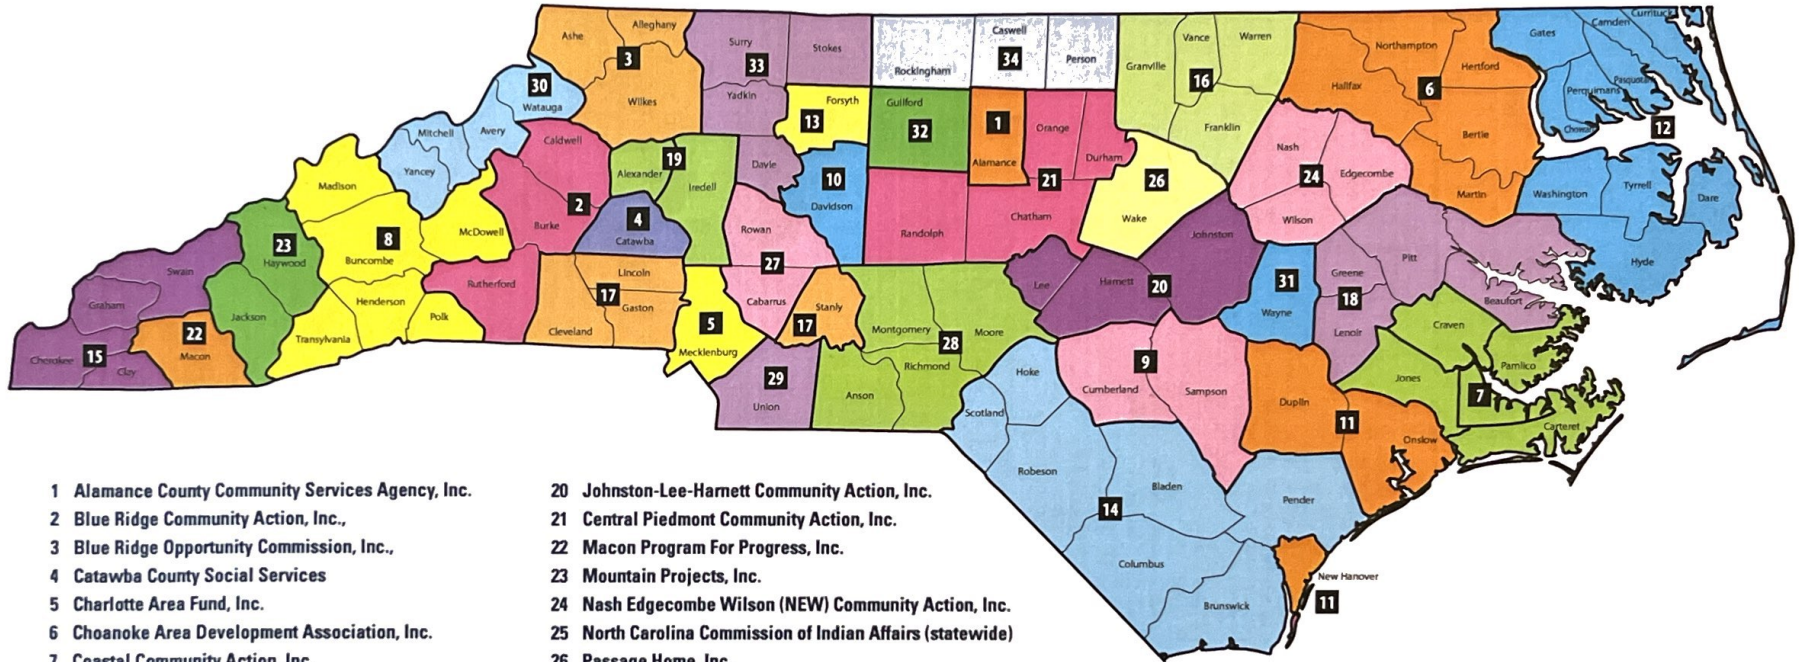 Ashe
Alleghany
3
Wilkes
Surry
33
Stokes
Yadkin
Rockingham
Caswell
34
Person
Granville
Vance
Warren
16
Franklin
Northampton
Hertford
Halifax
6
Bertie
Martin
Gates
Camden
Currituck
Pasquotank
Perquimans
Chowan
12
Washington
Tyrrell
Dare
Hyde
30
Watauga
Mitchell
Avery
Yancey
Caldwell
2
Burke
Alexander
19
Iredell
4
Catawba
Davie
13
Forsyth
10
Davidson
32
Guilford
1
Alamance
Orange
Durham
21
Chatham
Randolph
26
Wake
Nash
24
Edgecombe
Wilson
Madison
8
Buncombe
McDowell
Henderson
Transylvania
Polk
Rutherford
23
Haywood
Jackson
Swain
Graham
15
Cherokee
Clay
22
Macon
Lincoln
17
Gaston
Cleveland
5
Mecklenburg
Rowan
27
Cabarrus
Stanly
17
29
Union
Montgomery
28
Moore
Richmond
Anson
Lee
Harnett
20
Johnston
31
Wayne
Greene
18
Lenoir
Pitt
Beaufort
Craven
Pamlico
Jones
7
Carteret
Hoke
Scotland
Cumberland
9
Sampson
Duplin
11
Onslow
Robeson
Bladen
14
Pender
Columbus
Brunswick
New Hanover
11
1 Alamance County Community Services Agency, Inc.
2 Blue Ridge Community Action, Inc.,
3 Blue Ridge Opportunity Commission, Inc.,
4 Catawba County Social Services
5 Charlotte Area Fund, Inc.
6 Choanoke Area Development Association, Inc.
7 Coastal Community Action, Inc.
20 Johnston-Lee-Harnett Community Action, Inc.
21 Central Piedmont Community Action, Inc.
22 Macon Program For Progress, Inc.
23 Mountain Projects, Inc.
24 Nash Edgecombe Wilson (NEW) Community Action, Inc.
25 North Carolina Commission of Indian Affairs (statewide)
26 Passage Home, Inc.